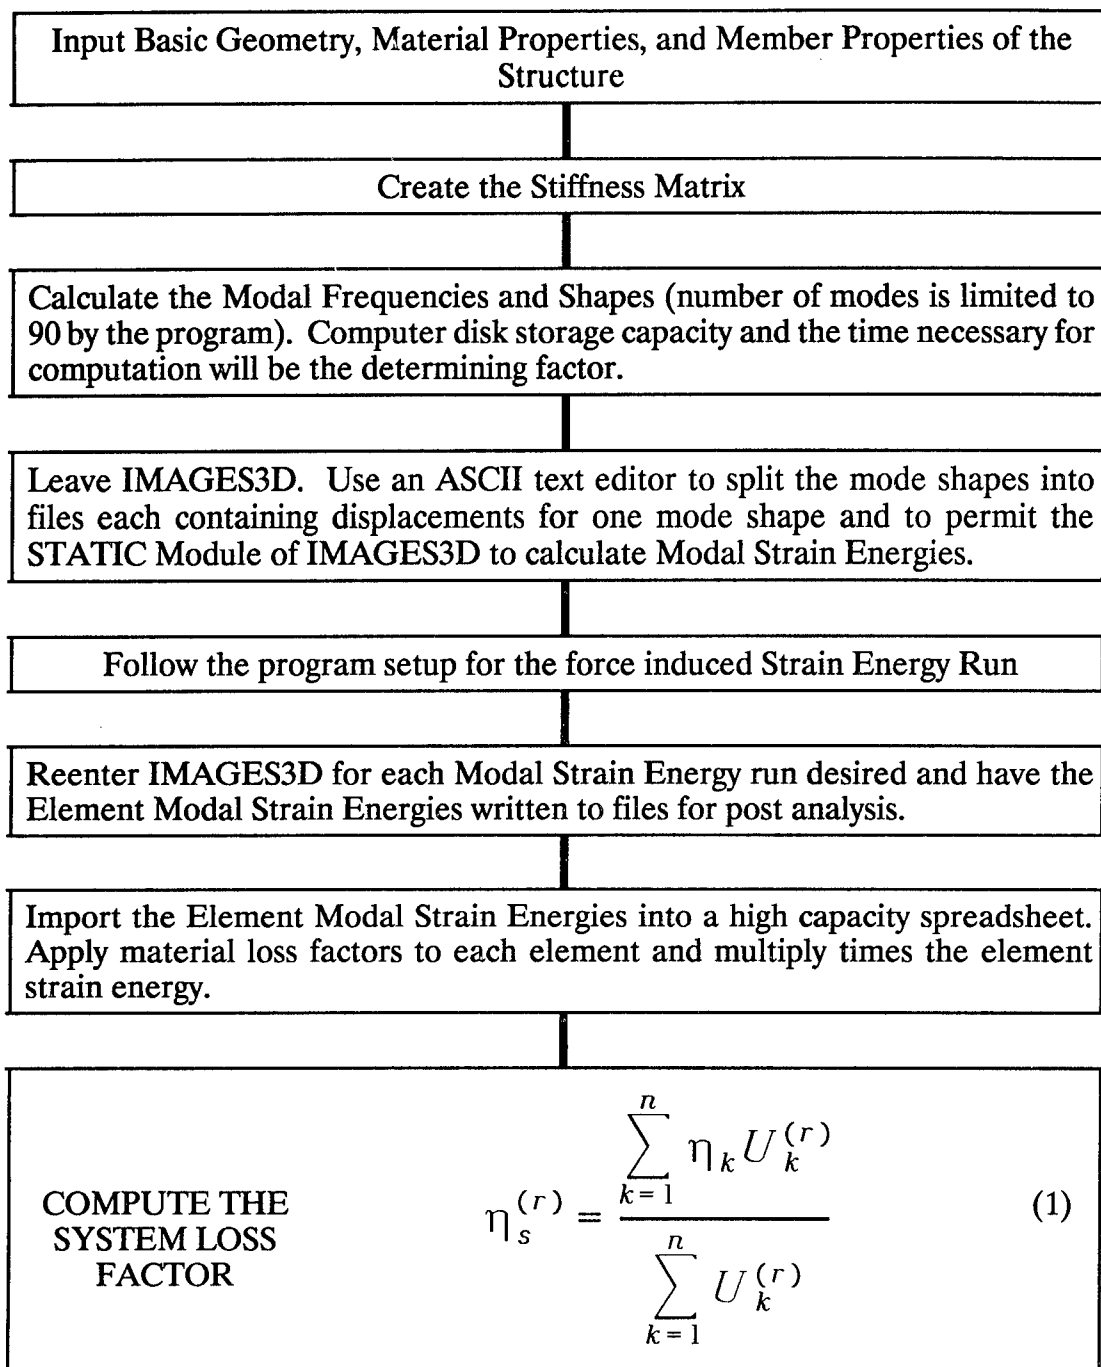 Input Basic Geometry, Material Properties, and Member Properties of the
Structure
Create the Stiffness Matrix
Calculate the Modal Frequencies and Shapes (number of modes is limited to
90 by the program). Computer disk storage capacity and the time necessary for
computation will be the determining factor.
Leave IMAGES3D. Use an ASCII text editor to split the mode shapes into
files each containing displacements for one mode shape and to permit the
STATIC Module of IMAGES3D to calculate Modal Strain Energies.
Follow the program setup for the force induced Strain Energy Run
Reenter IMAGES3D for each Modal Strain Energy run desired and have the
Element Modal Strain Energies written to files for post analysis.
Import the Element Modal Strain Energies into a high capacity spreadsheet.
Apply material loss factors to each element and multiply times the element
strain energy.
COMPUTE THE
SYSTEM LOSS
FACTOR
η_s^{(r)} = \frac{\sum_{k=1}^{n} η_k U_k^{(r)}}{\sum_{k=1}^{n} U_k^{(r)}} (1)